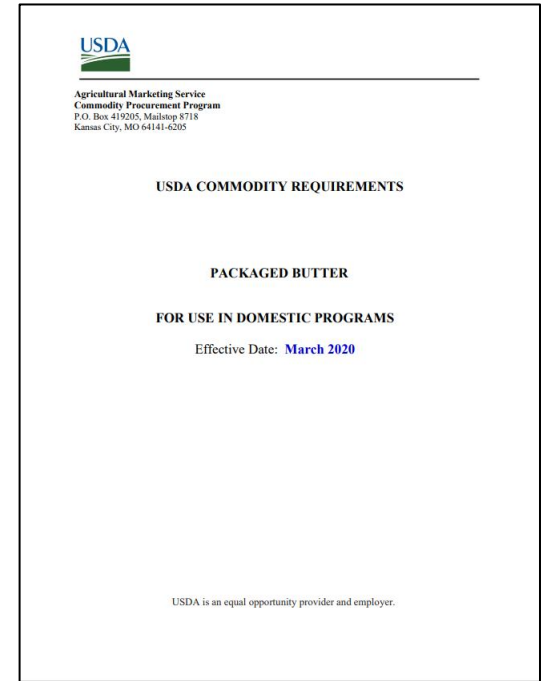 USDA
Agricultural Marketing Service
Commodity Procurement Program
P.O. Box 419205, Mailstop 8718
Kansas City, MO 64141-6205
USDA COMMODITY REQUIREMENTS
PACKAGED BUTTER
FOR USE IN DOMESTIC PROGRAMS
Effective Date: March 2020
USDA is an equal opportunity provider and employer.